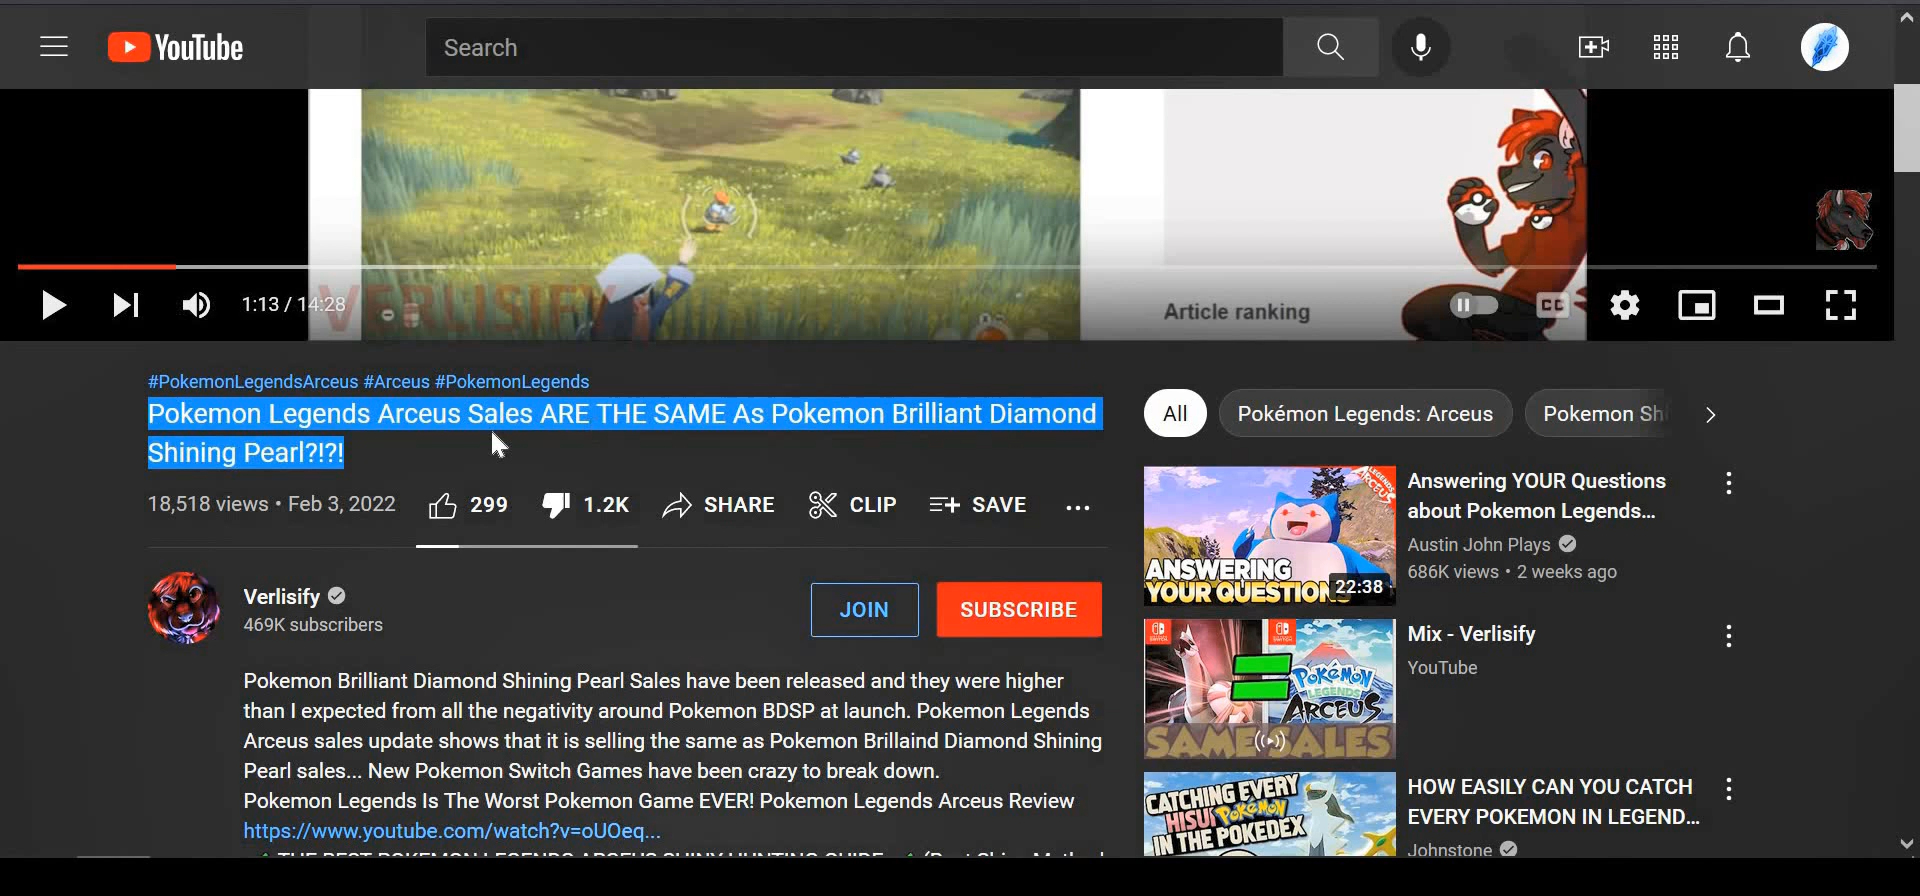 YouTube
Search
VERLISIFY
Article ranking
1:13 / 14:28
CC
#PokemonLegendsArceus #Arceus #PokemonLegends
Pokemon Legends Arceus Sales ARE THE SAME As Pokemon Brilliant Diamond
Shining Pearl?!?!
18,518 views • Feb 3, 2022
299
1.2K
SHARE
CLIP
SAVE
Verlisify
469K subscribers
JOIN
SUBSCRIBE
Pokemon Brilliant Diamond Shining Pearl Sales have been released and they were higher
than I expected from all the negativity around Pokemon BDSP at launch. Pokemon Legends
Arceus sales update shows that it is selling the same as Pokemon Brillaind Diamond Shining
Pearl sales... New Pokemon Switch Games have been crazy to break down.
Pokemon Legends Is The Worst Pokemon Game EVER! Pokemon Legends Arceus Review
https://www.youtube.com/watch?v=oUOeq...
All
Pokémon Legends: Arceus
Pokemon
LEGENDS
ARCEUS
ANSWERING
YOUR QUESTION
22:38
Answering YOUR Questions
about Pokemon Legends...
Austin John Plays
686K views • 2 weeks ago
POKéMON
LEGENDS
ARCEUS
SAME SALES
Mix - Verlisify
YouTube
CATCHING EVERY
HISUI POKéMON
IN THE POKEDEX
HOW EASILY CAN YOU CATCH
EVERY POKEMON IN LEGEND...
Johnstone